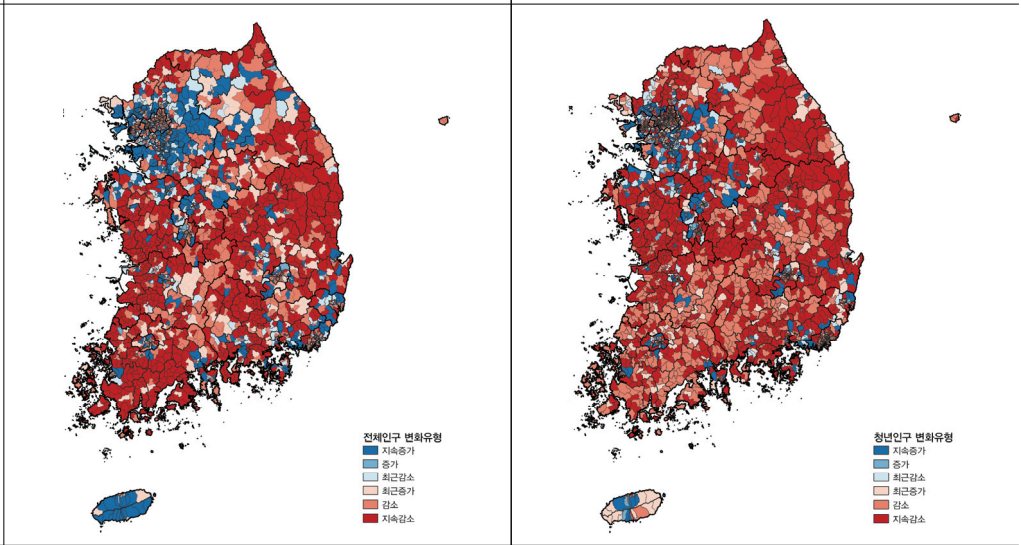 전체인구 변화유형
지속증가
증가
최근감소
최근증가
감소
지속감소
청년인구 변화유형
지속증가
증가
최근감소
최근증가
감소
지속감소